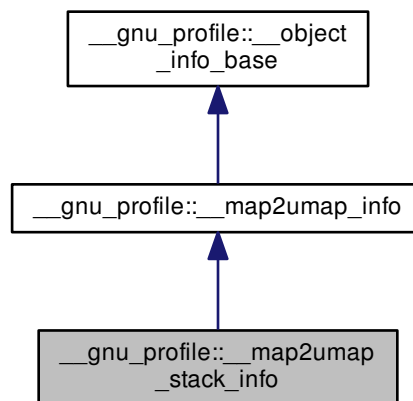 __gnu_profile::__object
_info_base
__gnu_profile::__map2umap_info
__gnu_profile::__map2umap
_stack_info